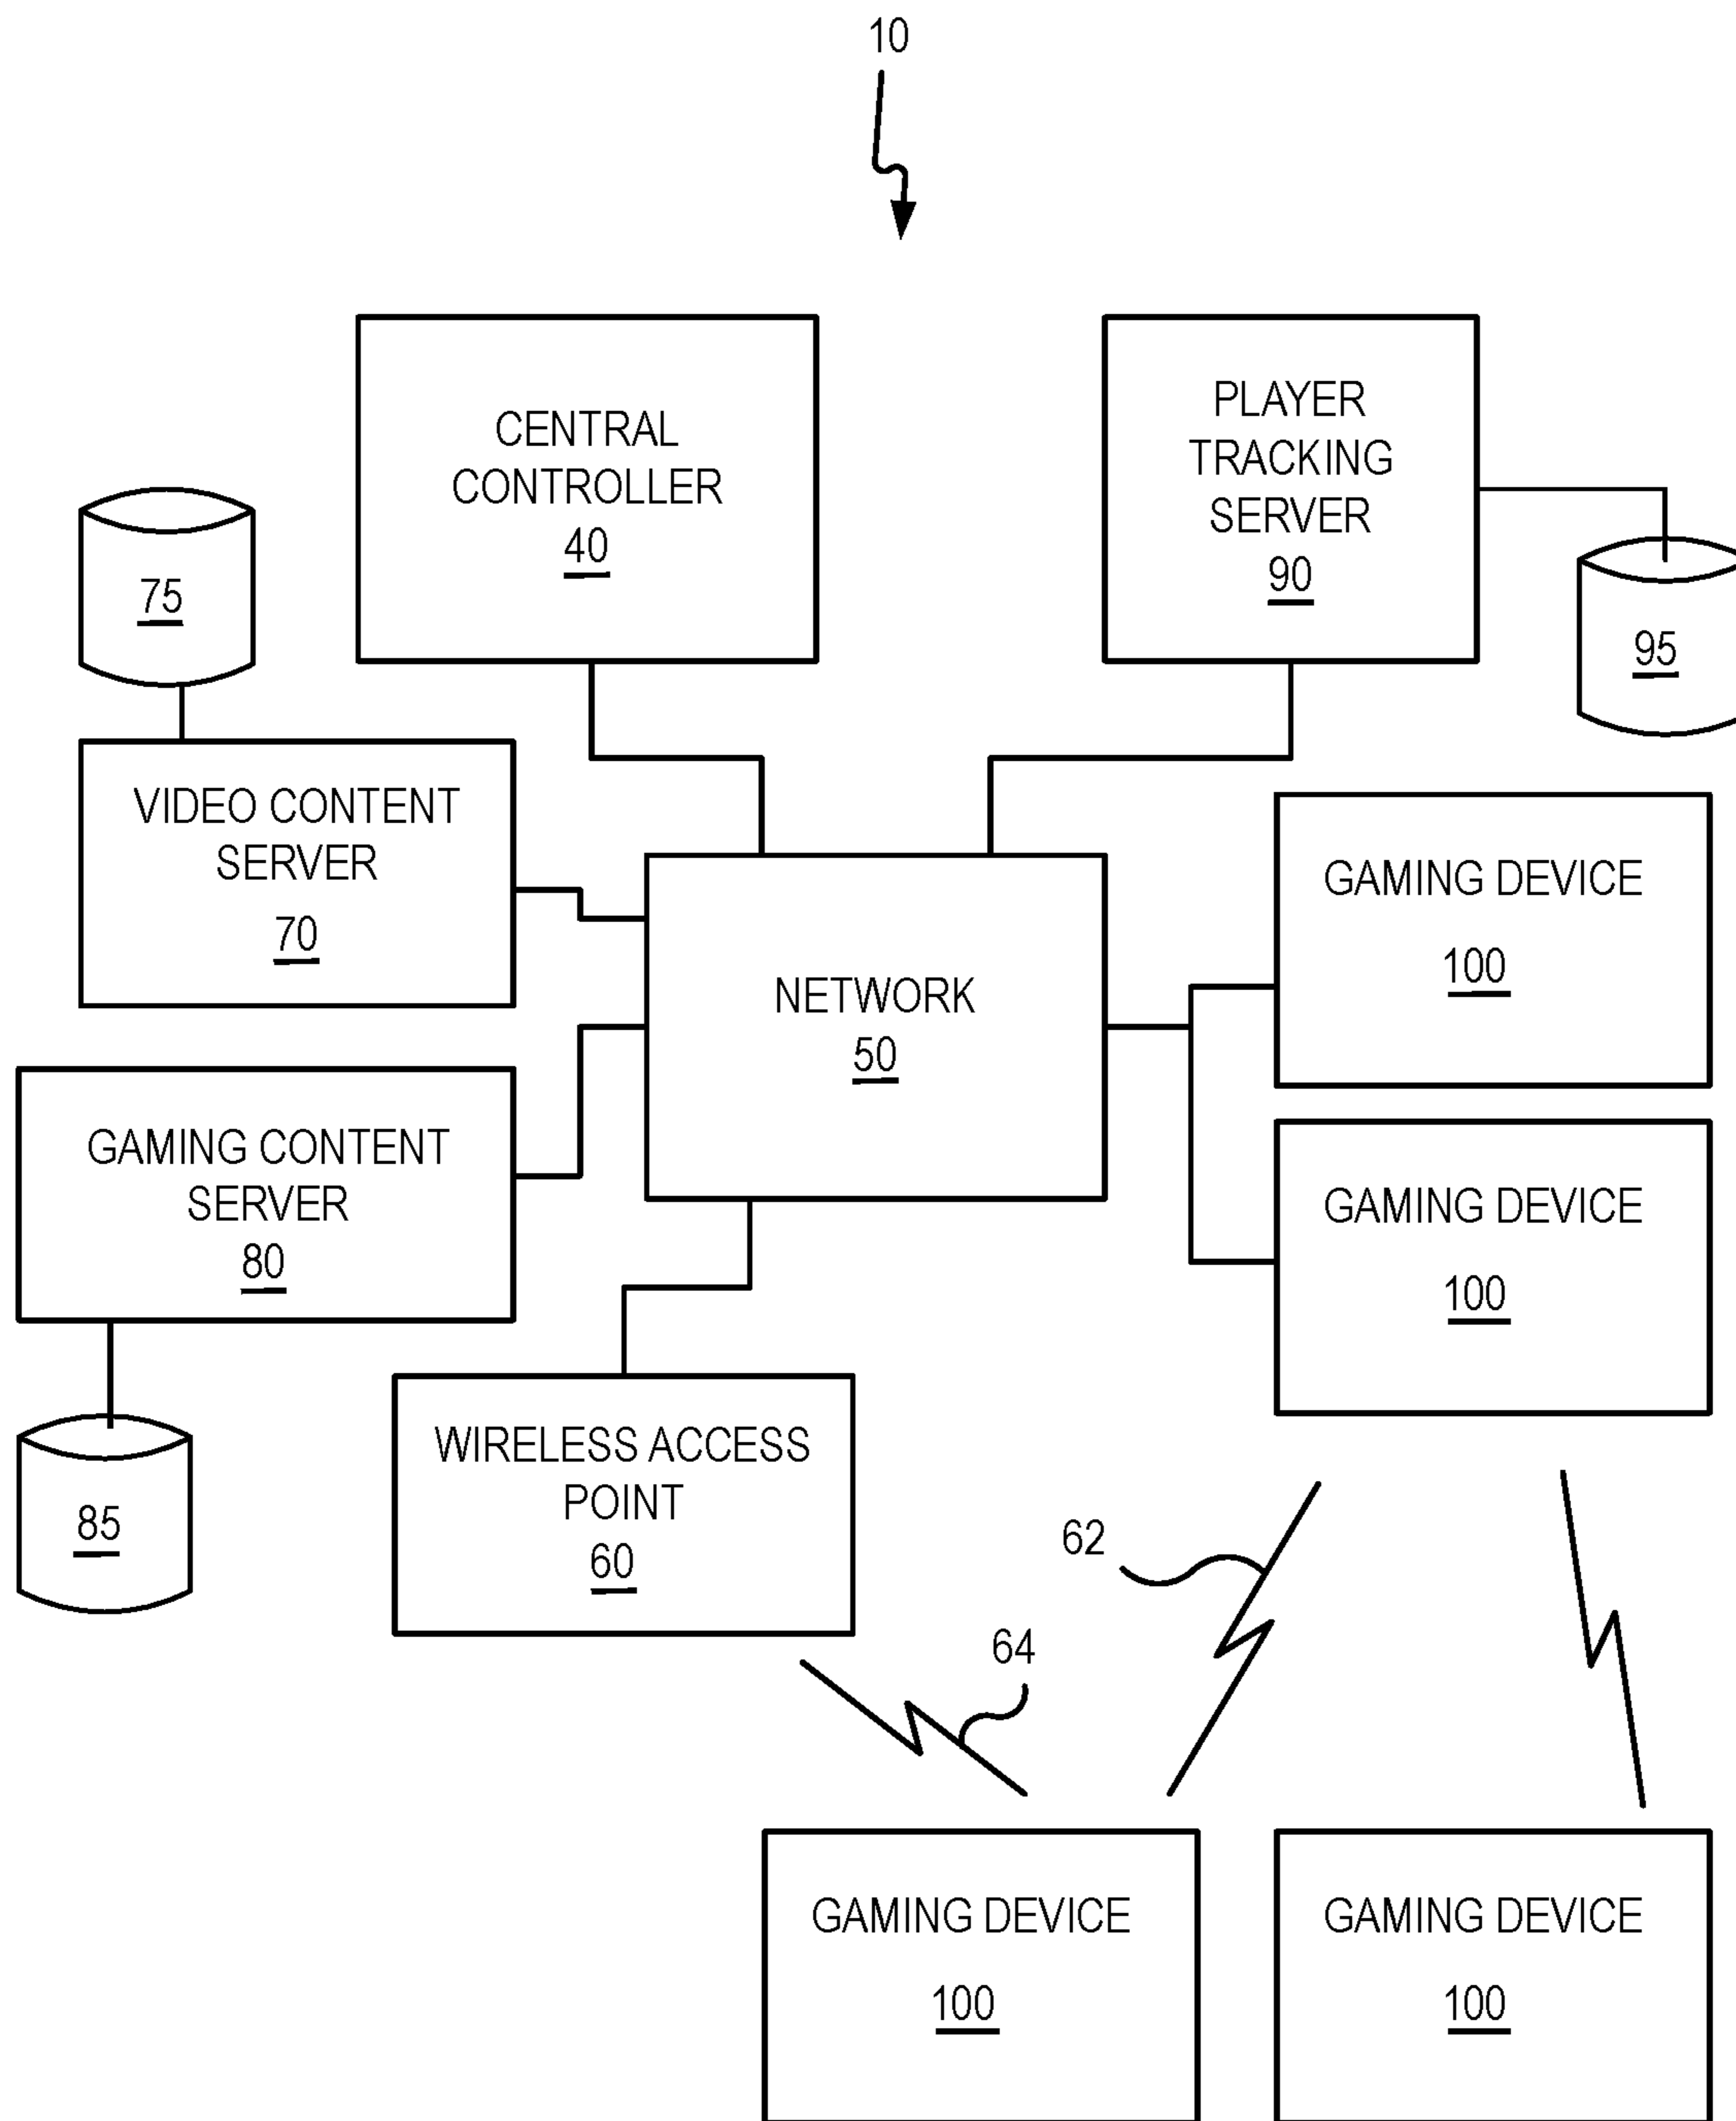 10
CENTRAL
CONTROLLER
40
PLAYER
TRACKING
SERVER
90
75
95
VIDEO CONTENT
SERVER
70
GAMING DEVICE
100
NETWORK
50
GAMING CONTENT
SERVER
80
GAMING DEVICE
100
WIRELESS ACCESS
POINT
60
85
62
64
GAMING DEVICE
100
GAMING DEVICE
100